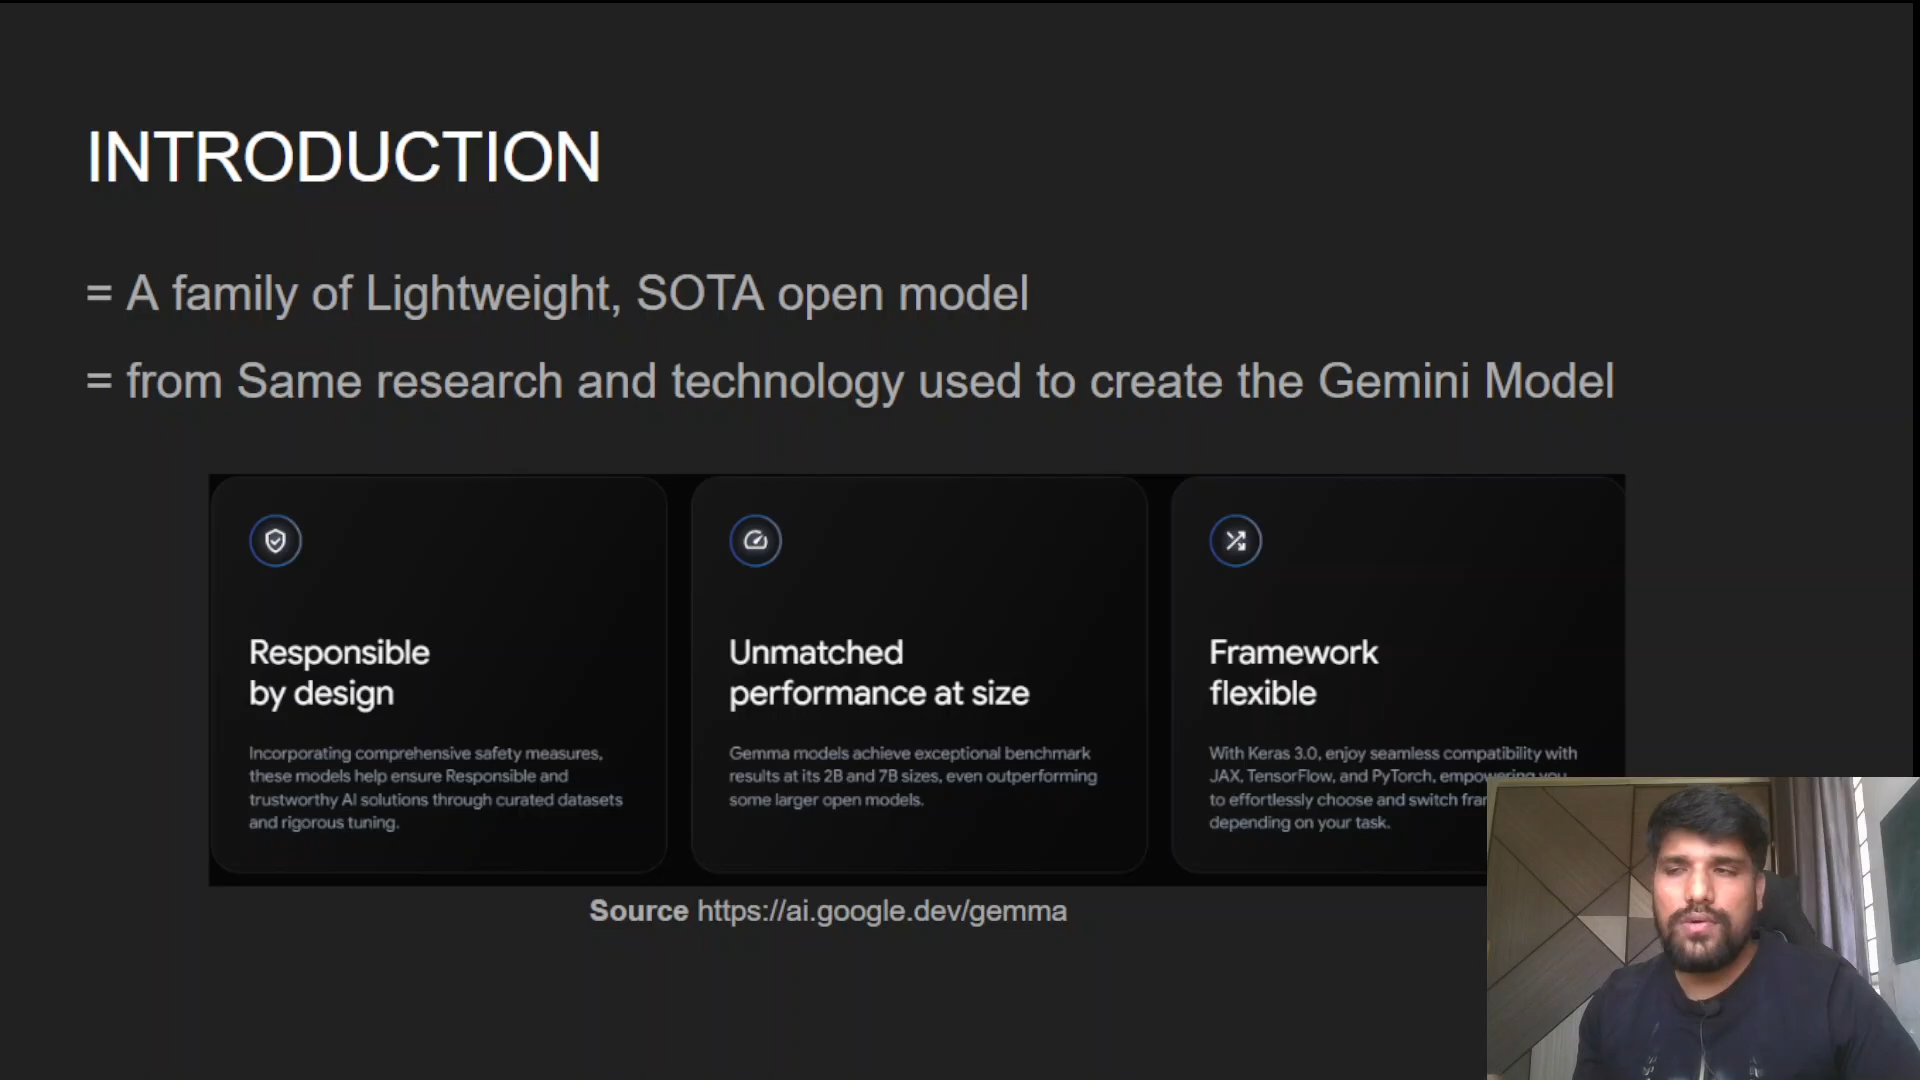 INTRODUCTION
= A family of Lightweight, SOTA open model
= from Same research and technology used to create the Gemini Model
Responsible
by design
Incorporating comprehensive safety measures,
these models help ensure Responsible and
trustworthy AI solutions through curated datasets
and rigorous tuning.
Unmatched
performance at size
Gemma models achieve exceptional benchmark
results at its 2B and 7B sizes, even outperforming
some larger open models.
Framework
flexible
With Keras 3.0, enjoy seamless compatibility with
JAX, TensorFlow, and PyTorch, empowering you
to effortlessly choose and switch
depending on your task.
Source https://ai.google.dev/gemma